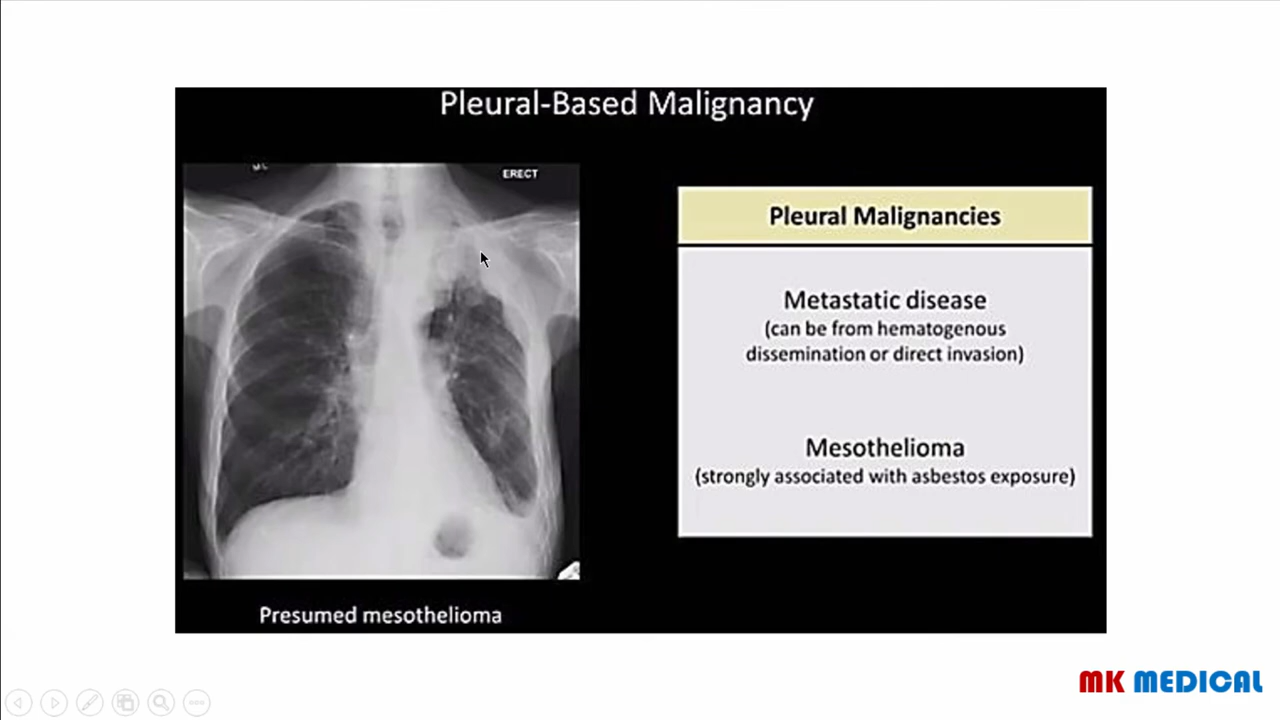 Pleural-Based Malignancy
ERECT
Pleural Malignancies
Metastatic disease
(can be from hematogenous
dissemination or direct invasion)
Mesothelioma
(strongly associated with asbestos exposure)
Presumed mesothelioma
MK MEDICAL